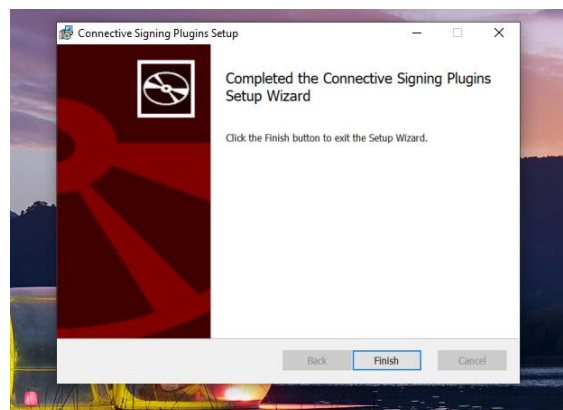 Connective Signing Plugins Setup
Completed the Connective Signing Plugins
Setup Wizard
Click the Finish button to exit the Setup Wizard.
Back
Finish
Cancel